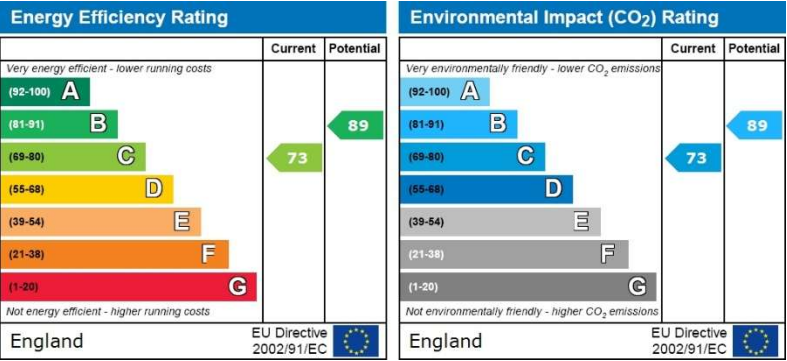 Energy Efficiency Rating
Current Potential
Very energy efficient - lower running costs
(92-100) A
(81-91) B
89
(69-80) C
73
(55-68) D
(39-54) E
(21-38) F
(1-20) G
Not energy efficient - higher running costs
England
EU Directive
2002/91/EC
Environmental Impact (CO₂) Rating
Current Potential
Very environmentally friendly - lower CO₂ emissions
(92-100) A
(81-91) B
89
(69-80) C
73
(55-68) D
(39-54) E
(21-38) F
(1-20) G
Not environmentally friendly - higher CO₂ emissions
England
EU Directive
2002/91/EC